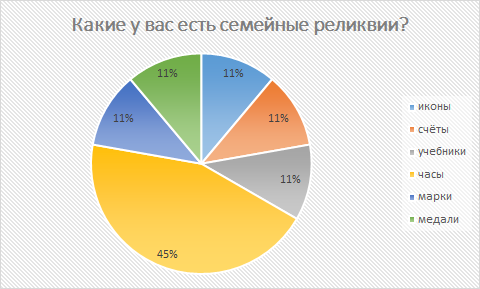 Какие у вас есть семейные реликвии?
11%
11%
11%
11%
11%
45%
иконы
счёты
учебники
часы
марки
медали